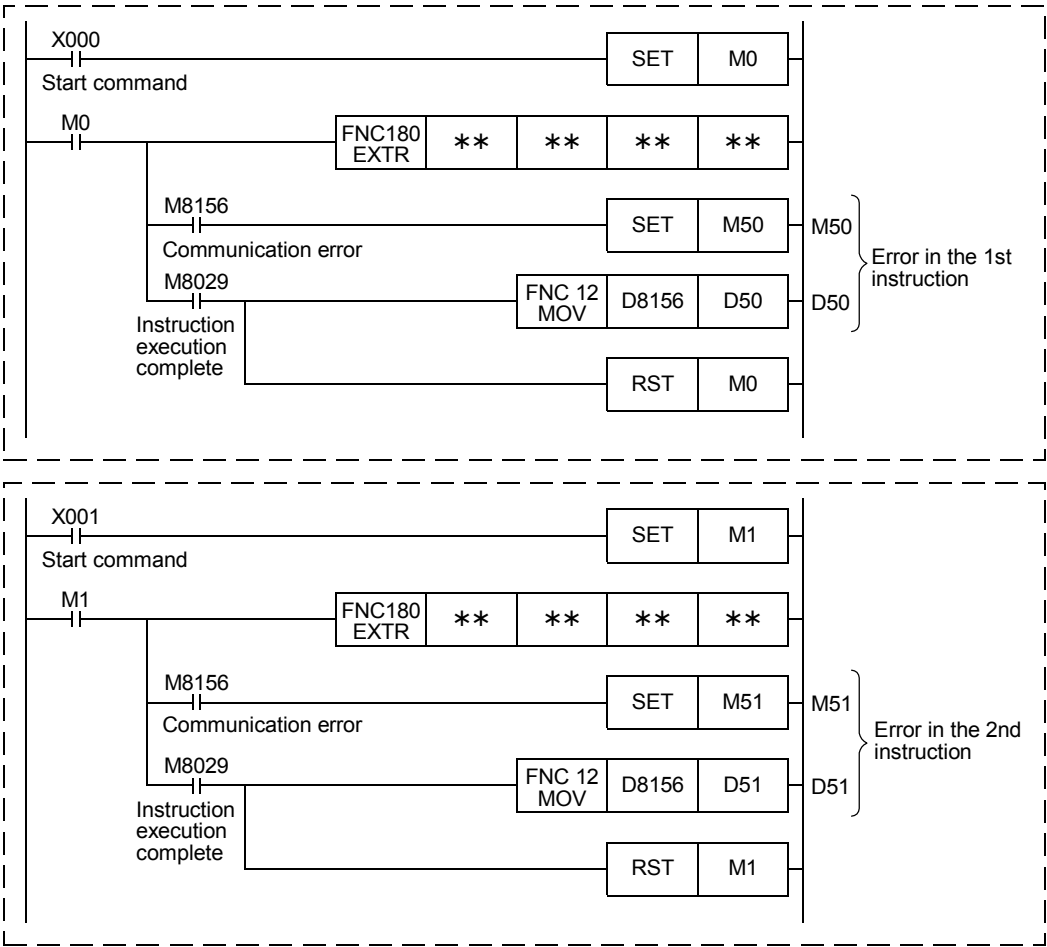 X000
SET M0
Start command
M0
FNC180
EXTR
** ** ** **
M8156
SET M50 M50
Communication error
Error in the 1st
instruction
M8029
FNC 12
MOV
D8156 D50 D50
Instruction
execution
complete
RST M0
X001
SET M1
Start command
M1
FNC180
EXTR
** ** ** **
M8156
SET M51 M51
Communication error
Error in the 2nd
instruction
M8029
FNC 12
MOV
D8156 D51 D51
Instruction
execution
complete
RST M1